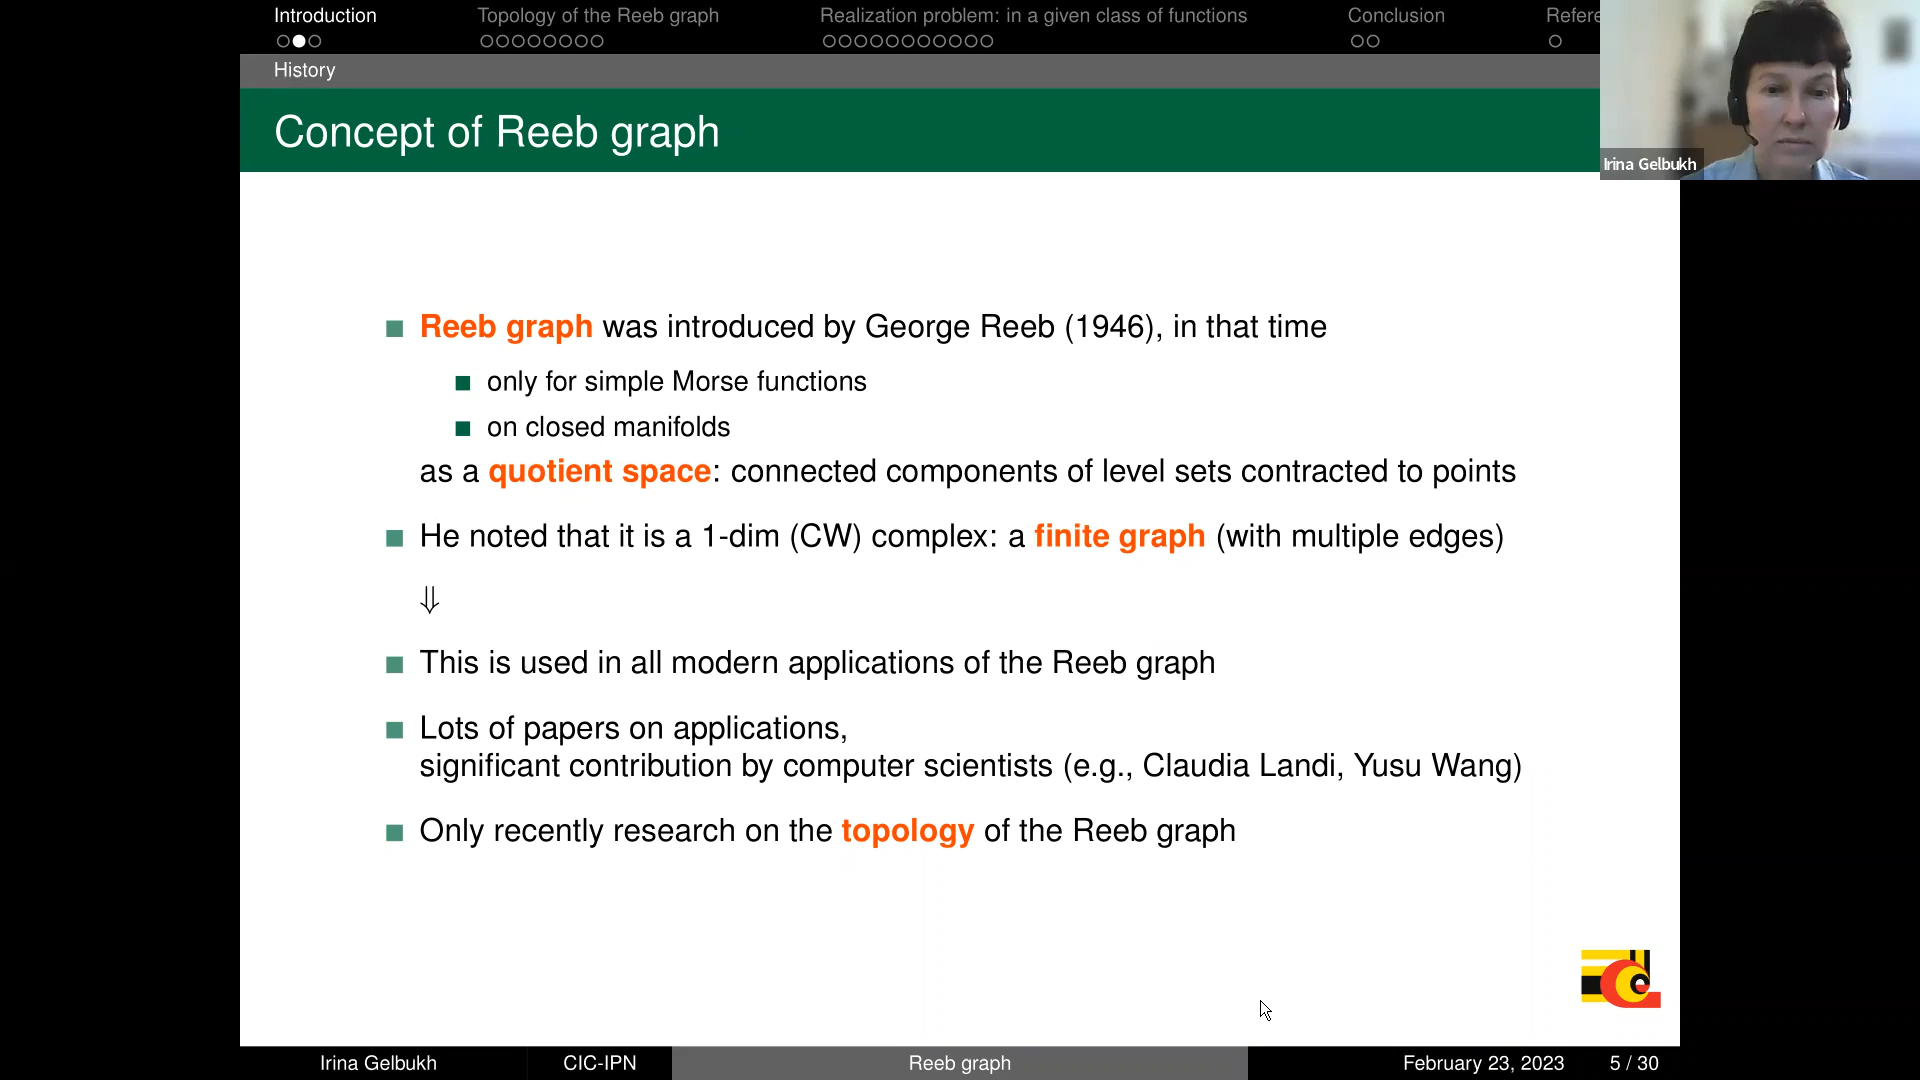 Introduction
Topology of the Reeb graph
Realization problem: in a given class of functions
Conclusion
Refere
History
Concept of Reeb graph
Irina Gelbukh
Reeb graph was introduced by George Reeb (1946), in that time
only for simple Morse functions
on closed manifolds
as a quotient space: connected components of level sets contracted to points
He noted that it is a 1-dim (CW) complex: a finite graph (with multiple edges)
⇓
This is used in all modern applications of the Reeb graph
Lots of papers on applications,
significant contribution by computer scientists (e.g., Claudia Landi, Yusu Wang)
Only recently research on the topology of the Reeb graph
Irina Gelbukh
CIC-IPN
Reeb graph
February 23, 2023
5 / 30